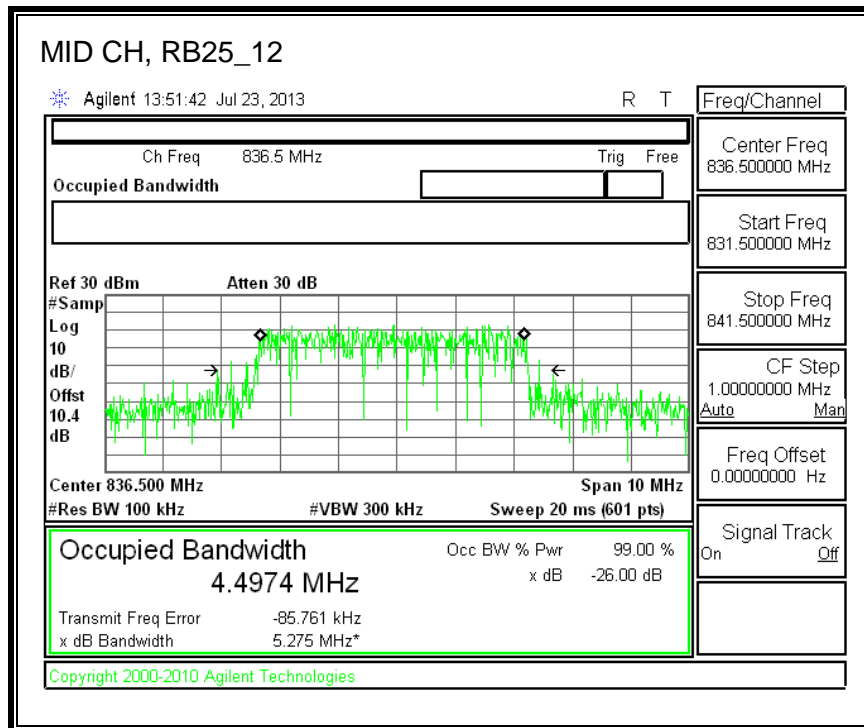 MID CH, RB25_12
Agilent 13:51:42 Jul 23, 2013 R T
Freq/Channel
Ch Freq 836.5 MHz Trig Free
Occupied Bandwidth
Center Freq
836.500000 MHz
Start Freq
831.500000 MHz
Stop Freq
841.500000 MHz
CF Step
1.00000000 MHz
Auto Man
Freq Offset
0.00000000 Hz
Signal Track
On Off
Ref 30 dBm Atten 30 dB
#Samp
Log
10
dB/
Offst
10.4
dB
Center 836.500 MHz Span 10 MHz
#Res BW 100 kHz #VBW 300 kHz Sweep 20 ms (601 pts)
Occupied Bandwidth Occ BW % Pwr 99.00 %
4.4974 MHz x dB -26.00 dB
Transmit Freq Error -85.761 kHz
x dB Bandwidth 5.275 MHz*
Copyright 2000-2010 Agilent Technologies